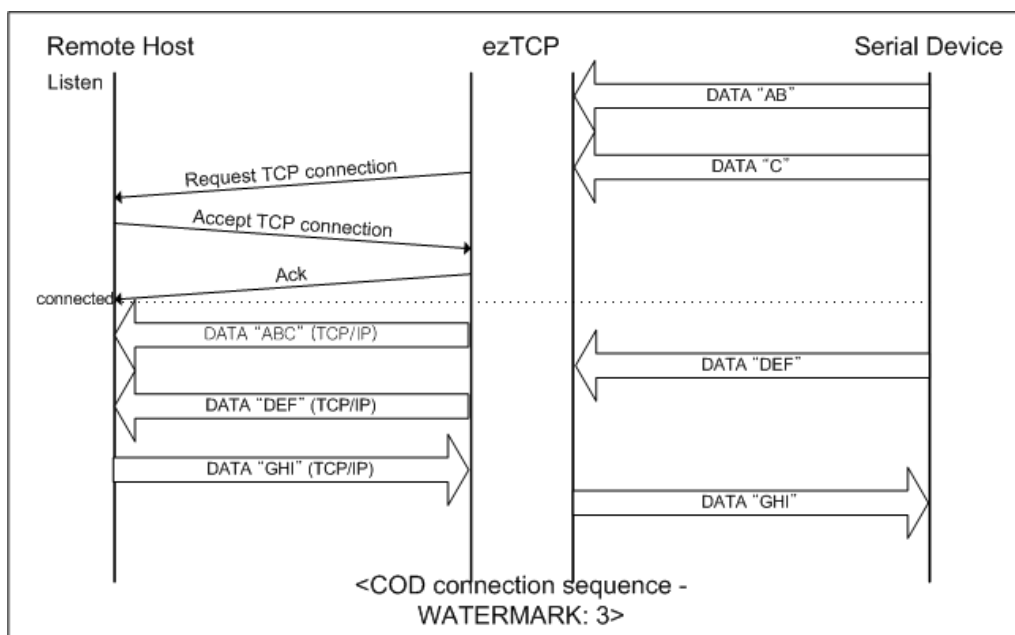 Remote Host ezTCP Serial Device
Listen
DATA “AB”
DATA “C”
Request TCP connection
Accept TCP connection
Ack
connected
DATA “ABC” (TCP/IP)
DATA “DEF”
DATA “DEF” (TCP/IP)
DATA “GHI” (TCP/IP)
DATA “GHI”
<COD connection sequence -
WATERMARK: 3>